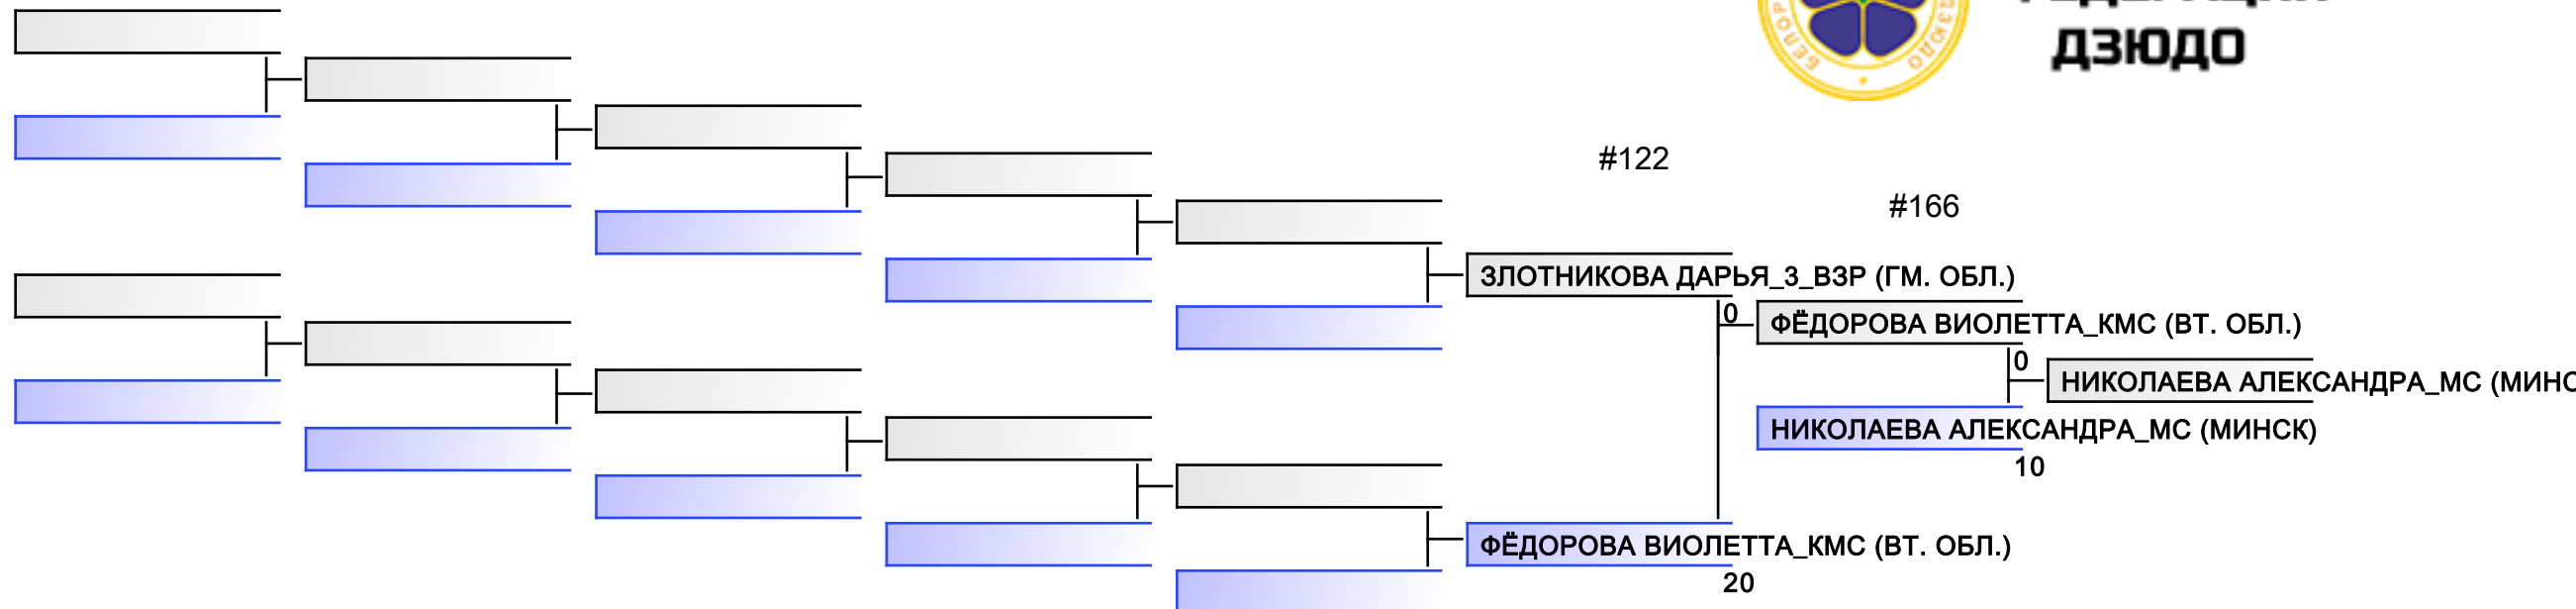 ДЗЮДО
#122
#166
ЗЛОТНИКОВА ДАРЬЯ_3_ВЗР (ГМ. ОБЛ.)
0
ФЁДОРОВА ВИОЛЕТТА_КМС (ВТ. ОБЛ.)
0
НИКОЛАЕВА АЛЕКСАНДРА_МС (МИНС
НИКОЛАЕВА АЛЕКСАНДРА_МС (МИНСК)
10
ФЁДОРОВА ВИОЛЕТТА_КМС (ВТ. ОБЛ.)
20